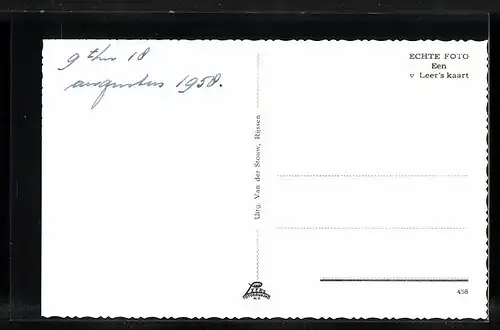 9 t/m 18
augustus 1958.
ECHTE FOTO
Een
v Leer's kaart
Uitg. Van der Stouw, Rijssen
458